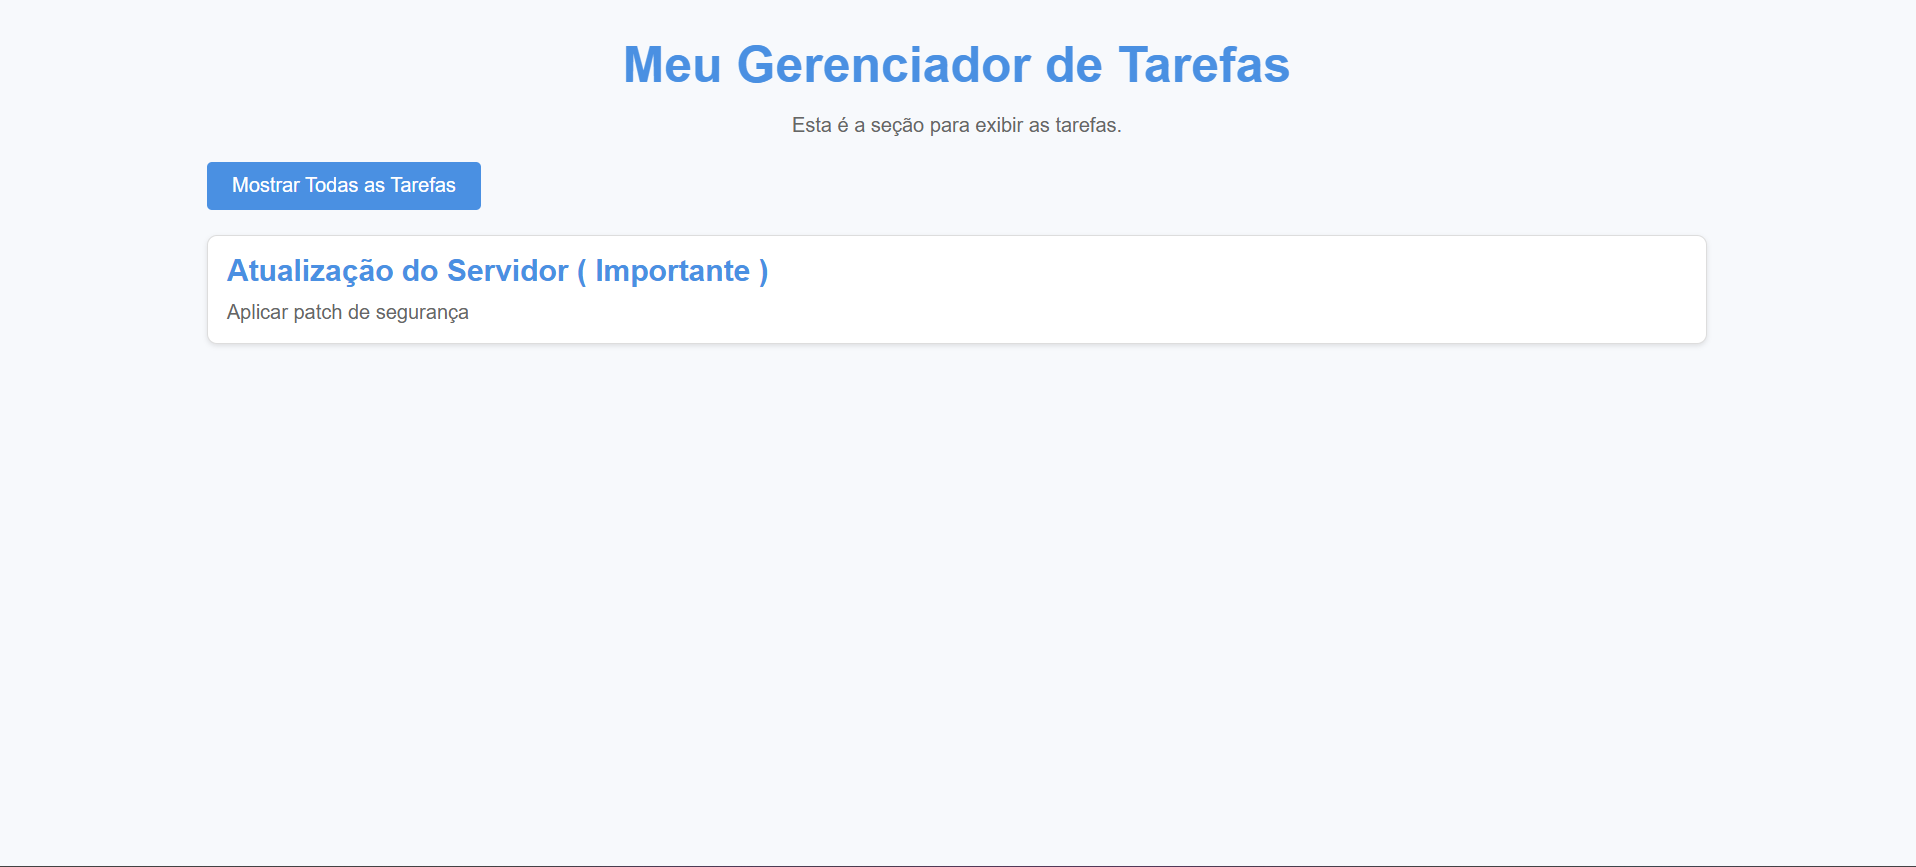 Meu Gerenciador de Tarefas
Esta é a seção para exibir as tarefas.
Mostrar Todas as Tarefas
Atualização do Servidor ( Importante )
Aplicar patch de segurança